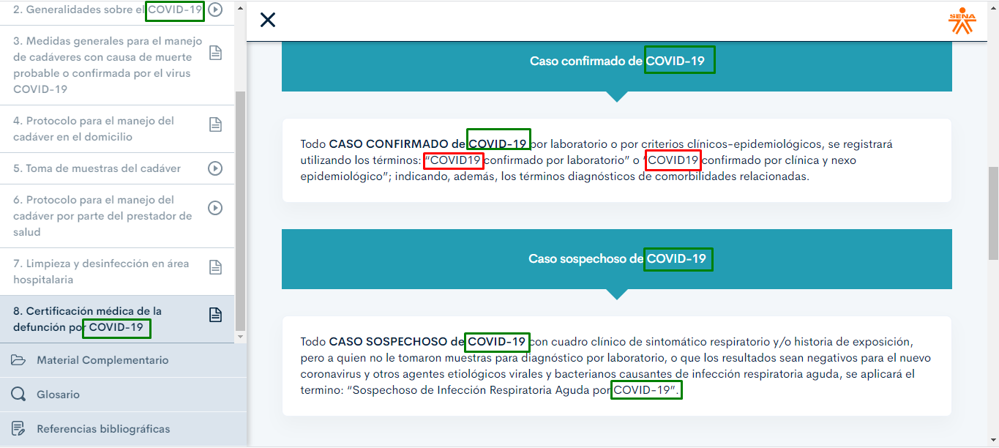 2. Generalidades sobre el COVID-19
3. Medidas generales para el manejo
de cadáveres con causa de muerte
probable o confirmada por el virus
COVID-19
4. Protocolo para el manejo del
cadáver en el domicilio
5. Toma de muestras del cadáver
6. Protocolo para el manejo del
cadáver por parte del prestador de
salud
7. Limpieza y desinfección en área
hospitalaria
8. Certificación médica de la
defunción por COVID-19
Material Complementario
Glosario
Referencias bibliográficas
SENA
Caso confirmado de COVID-19
Todo CASO CONFIRMADO de COVID-19 por laboratorio o por criterios clínicos-epidemiológicos, se registrará
utilizando los términos: “COVID19 confirmado por laboratorio” o “COVID19 confirmado por clínica y nexo
epidemiológico”; indicando, además, los términos diagnósticos de comorbilidades relacionadas.
Caso sospechoso de COVID-19
Todo CASO SOSPECHOSO de COVID-19 con cuadro clínico de sintomático respiratorio y/o historia de exposición,
pero a quien no le tomaron muestras para diagnóstico por laboratorio, o que los resultados sean negativos para el nuevo
coronavirus y otros agentes etiológicos virales y bacterianos causantes de infección respiratoria aguda, se aplicará el
termino: “Sospechoso de Infección Respiratoria Aguda por COVID-19”.